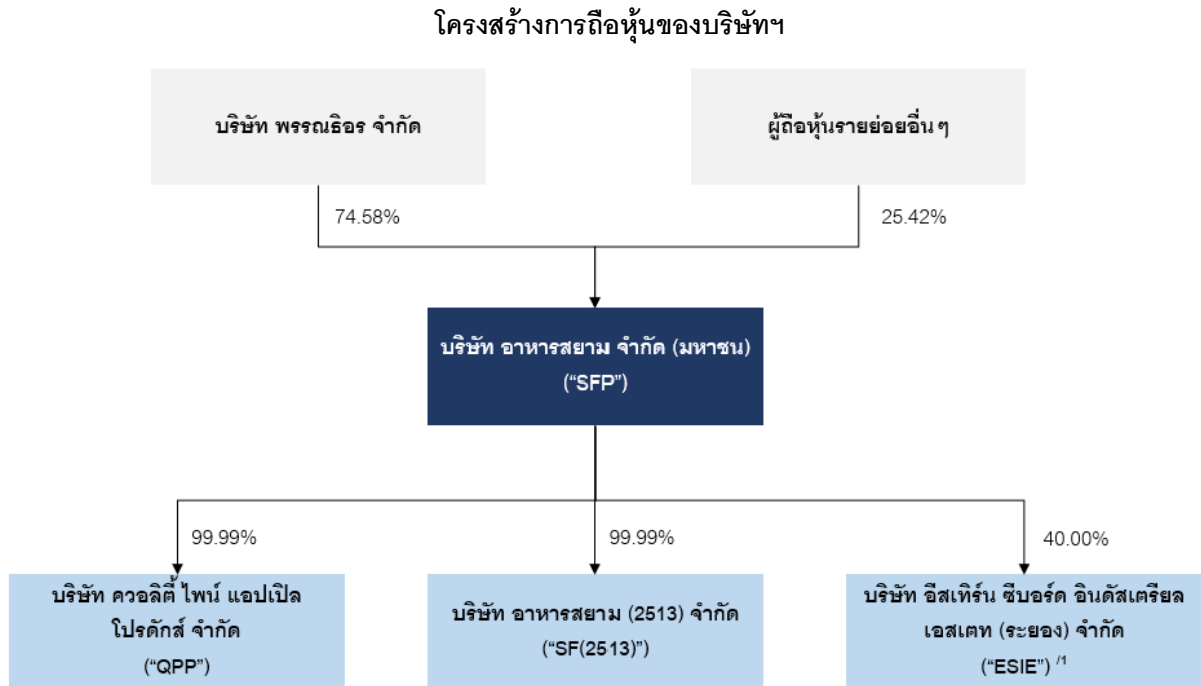 โครงสร้างการถือหุ้นของบริษัทฯ
บริษัท พรรณธิอร จำกัด
ผู้ถือหุ้นรายย่อยอื่นๆ
74.58%
25.42%
บริษัท อาหารสยาม จำกัด (มหาชน)
(“SFP”)
99.99%
99.99%
40.00%
บริษัท ควอลิตี้ ไพน์ แอปเปิล
โปรดักส์ จำกัด
(“QPP”)
บริษัท อาหารสยาม (2513) จำกัด
(“SF(2513)”)
บริษัท อีสเทิร์น ซีบอร์ด อินดัสเตรียล
เอสเตท (ระยอง) จำกัด
(“ESIE”) /1